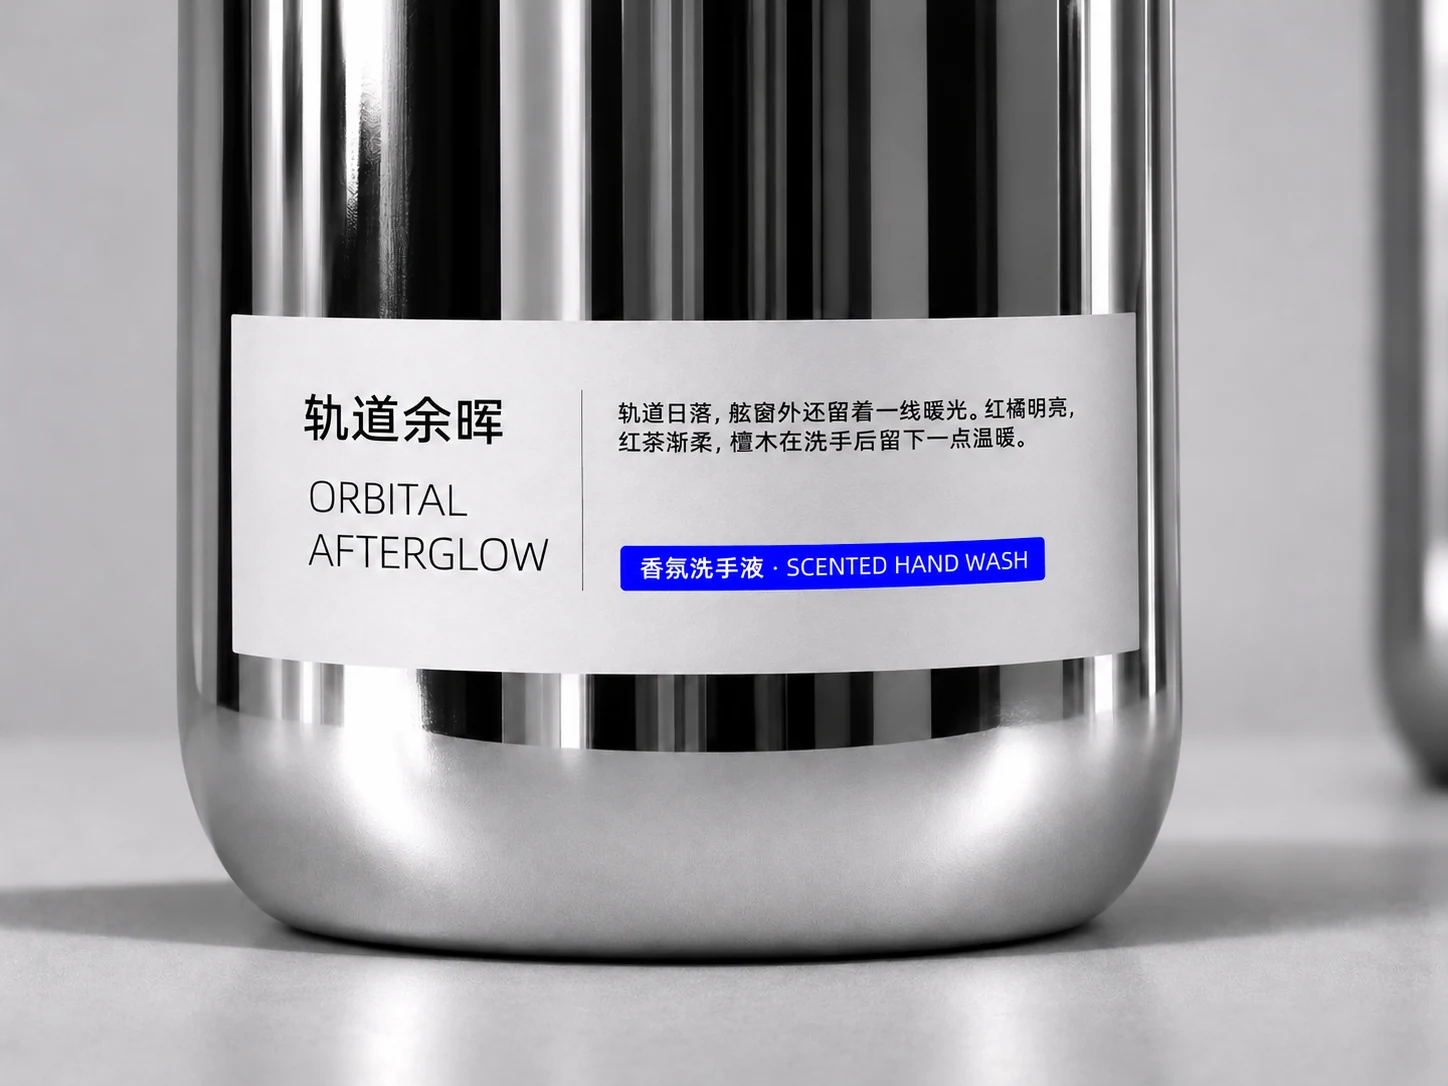 轨道余晖
ORBITAL
AFTERGLOW
轨道日落，舷窗外还留着一线暖光。红橘明亮，
红茶渐柔，檀木在洗手后留下一点温暖。
香氛洗手液 · SCENTED HAND WASH